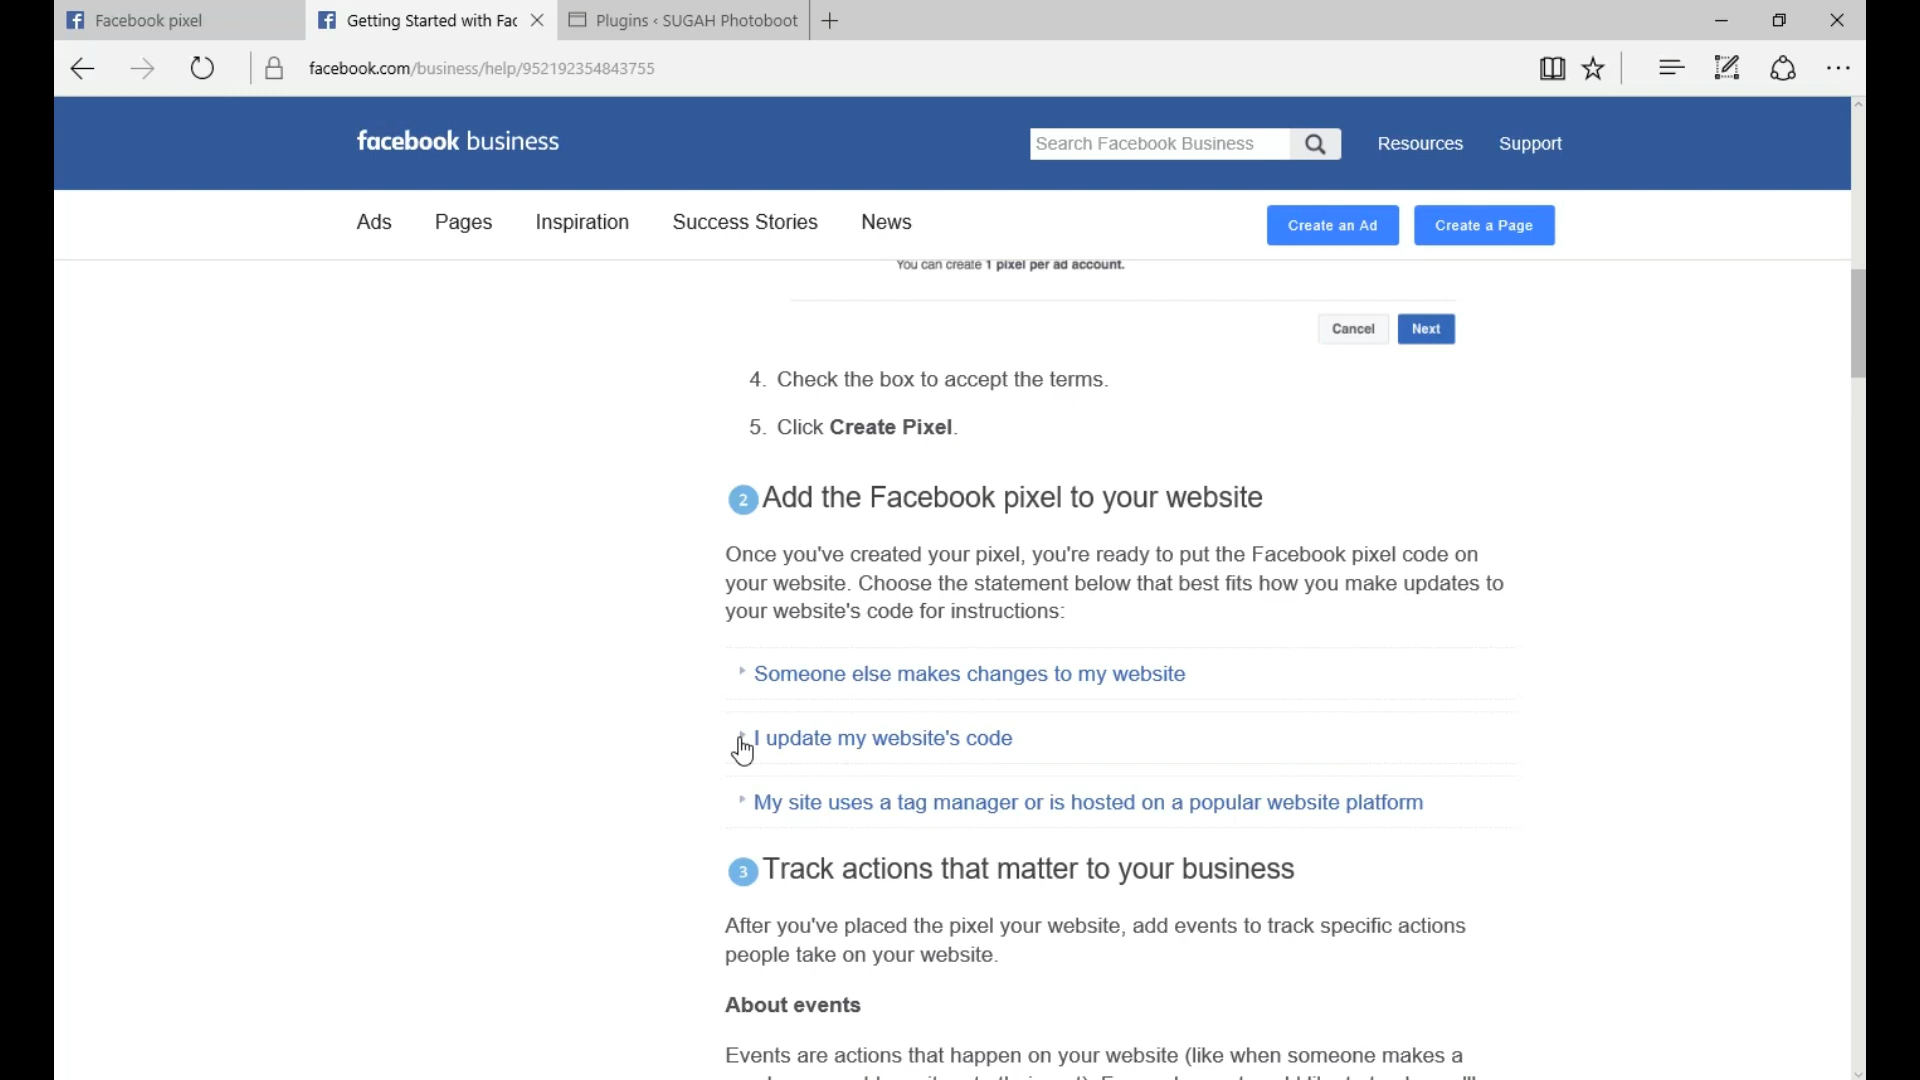 Facebook pixel
Getting Started with Fac
Plugins ‹ SUGAH Photoboot
facebook.com/business/help/952192354843755
facebook business
Search Facebook Business
Resources
Support
Ads
Pages
Inspiration
Success Stories
News
Create an Ad
Create a Page
You can create 1 pixel per ad account.
Cancel
Next
4. Check the box to accept the terms.
5. Click Create Pixel.
2 Add the Facebook pixel to your website
Once you've created your pixel, you're ready to put the Facebook pixel code on
your website. Choose the statement below that best fits how you make updates to
your website's code for instructions:
Someone else makes changes to my website
I update my website's code
My site uses a tag manager or is hosted on a popular website platform
3 Track actions that matter to your business
After you've placed the pixel your website, add events to track specific actions
people take on your website.
About events
Events are actions that happen on your website (like when someone makes a